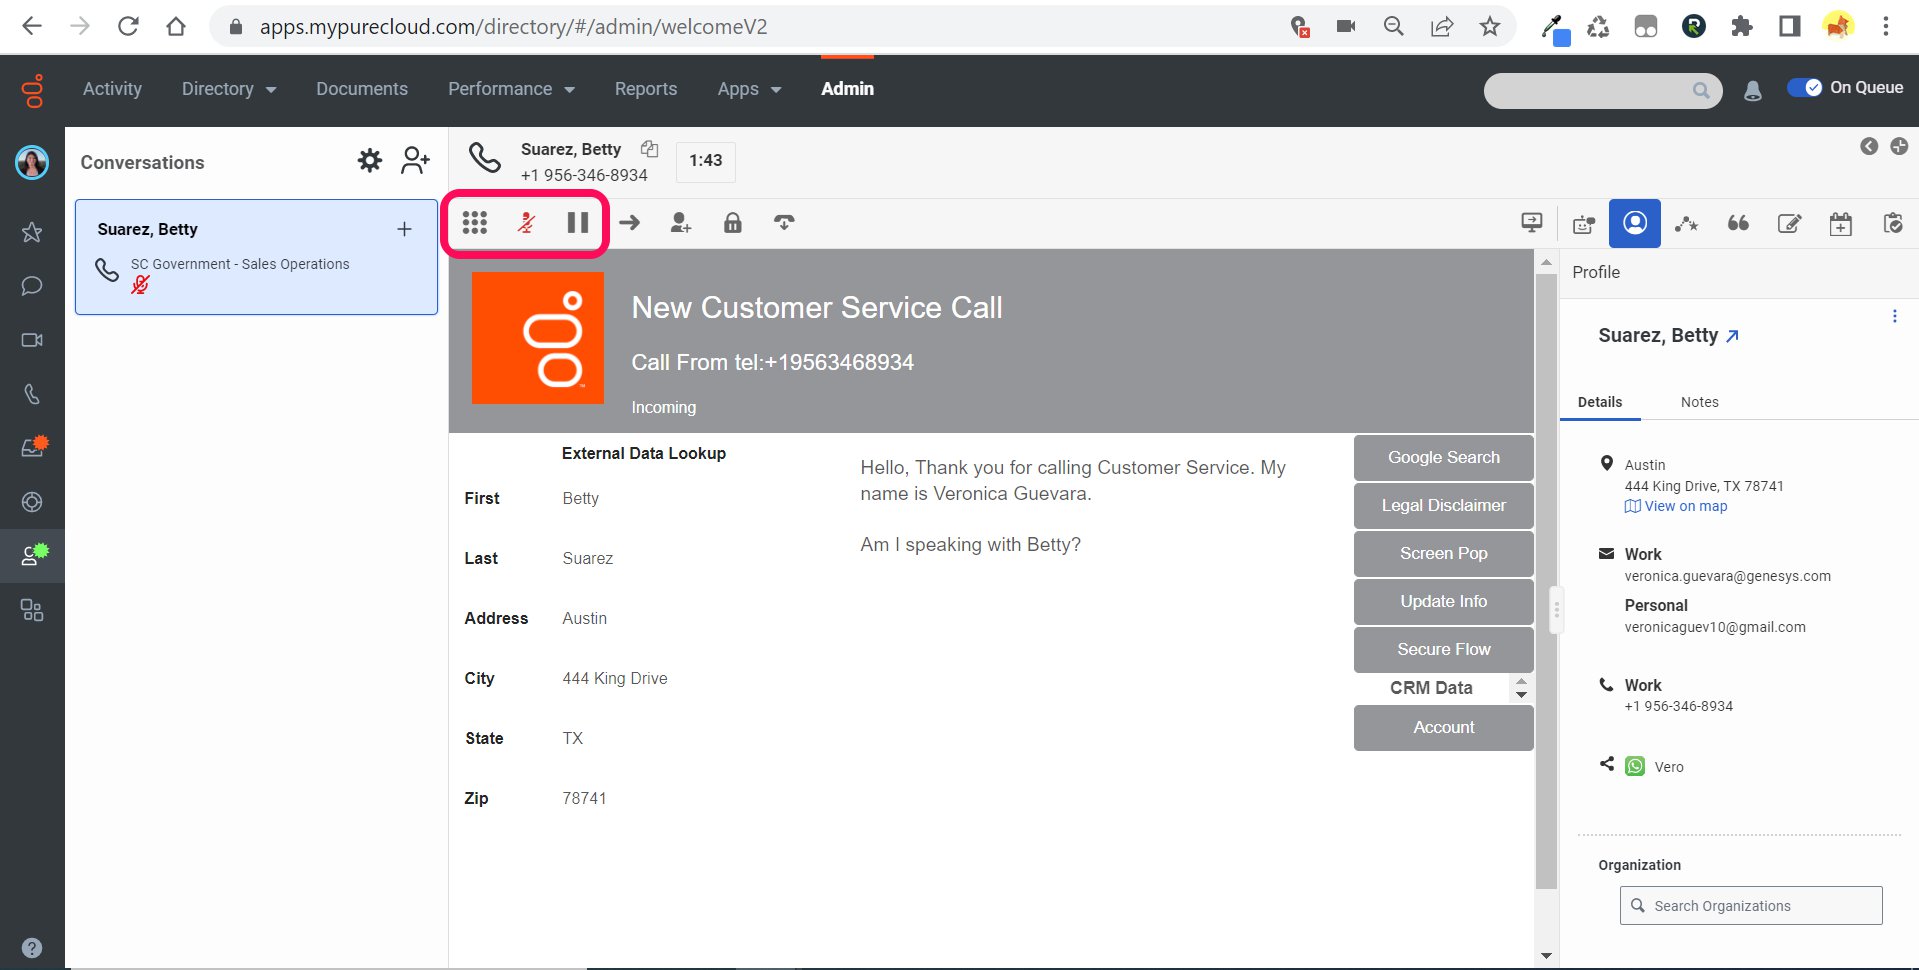 apps.mypurecloud.com/directory/#/admin/welcomeV2
Activity
Directory
Documents
Performance
Reports
Apps
Admin
On Queue
Conversations
Suarez, Betty
SC Government - Sales Operations
Suarez, Betty
+1 956-346-8934
1:43
New Customer Service Call
Call From tel:+19563468934
Incoming
External Data Lookup
First Betty
Last Suarez
Address Austin
City 444 King Drive
State TX
Zip 78741
Hello, Thank you for calling Customer Service. My
name is Veronica Guevara.
Am I speaking with Betty?
Google Search
Legal Disclaimer
Screen Pop
Update Info
Secure Flow
CRM Data
Account
Profile
Suarez, Betty
Details
Notes
Austin
444 King Drive, TX 78741
View on map
Work
veronica.guevara@genesys.com
Personal
veronicaguev10@gmail.com
Work
+1 956-346-8934
Vero
Organization
Search Organizations